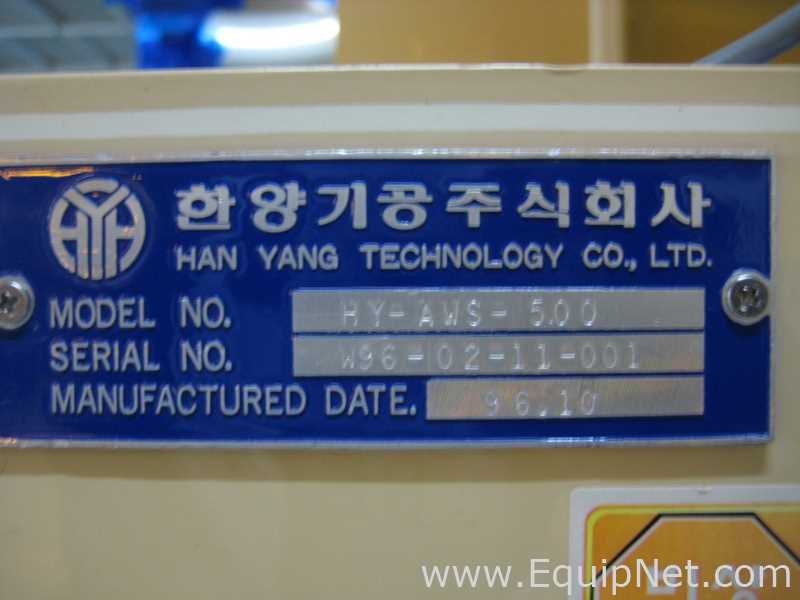 한양기공주식회사
HAN YANG TECHNOLOGY CO., LTD.
MODEL NO. HY-AWS-500
SERIAL NO. W96-02-11-001
MANUFACTURED DATE. 96.10
www.EquipNet.com